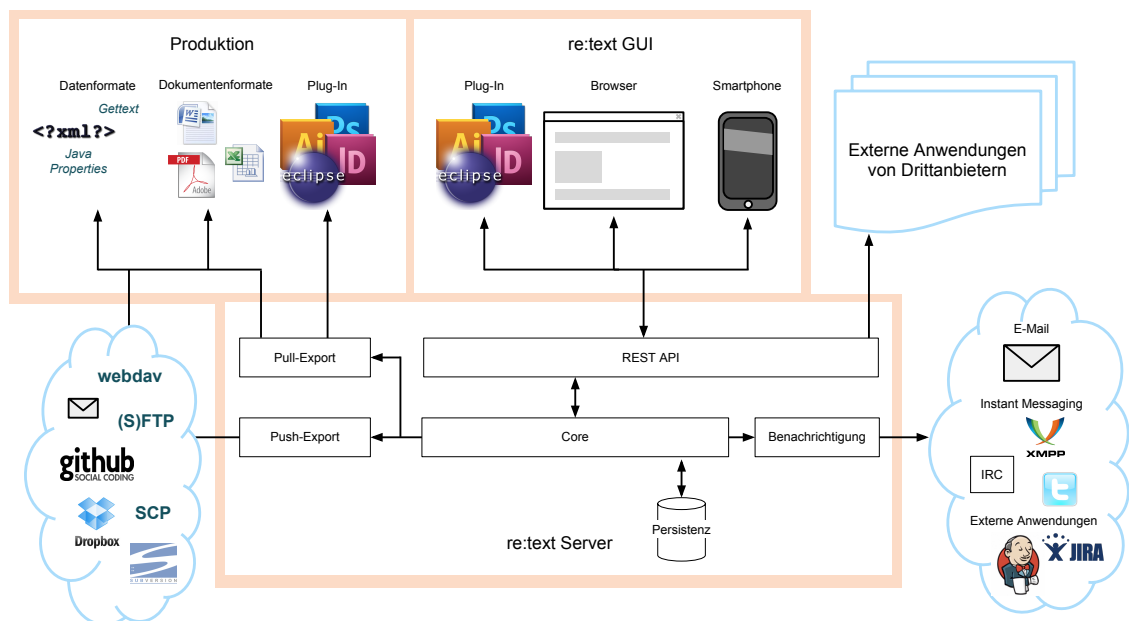 Produktion
re:text GUI
Datenformate
Dokumentenformate
Plug-In
Plug-In
Browser
Smartphone
Gettext
<?xml?>
Java
Properties
W
PDF
Adobe
X
Ai
Ps
ID
eclipse
Ai
Ps
ID
eclipse
Externe Anwendungen
von Drittanbietern
Pull-Export
REST API
Push-Export
Core
Benachrichtigung
Persistenz
re:text Server
webdav
(S)FTP
github
SOCIAL CODING
SCP
Dropbox
SUBVERSION
E-Mail
Instant Messaging
XMPP
IRC
t
Externe Anwendungen
JIRA